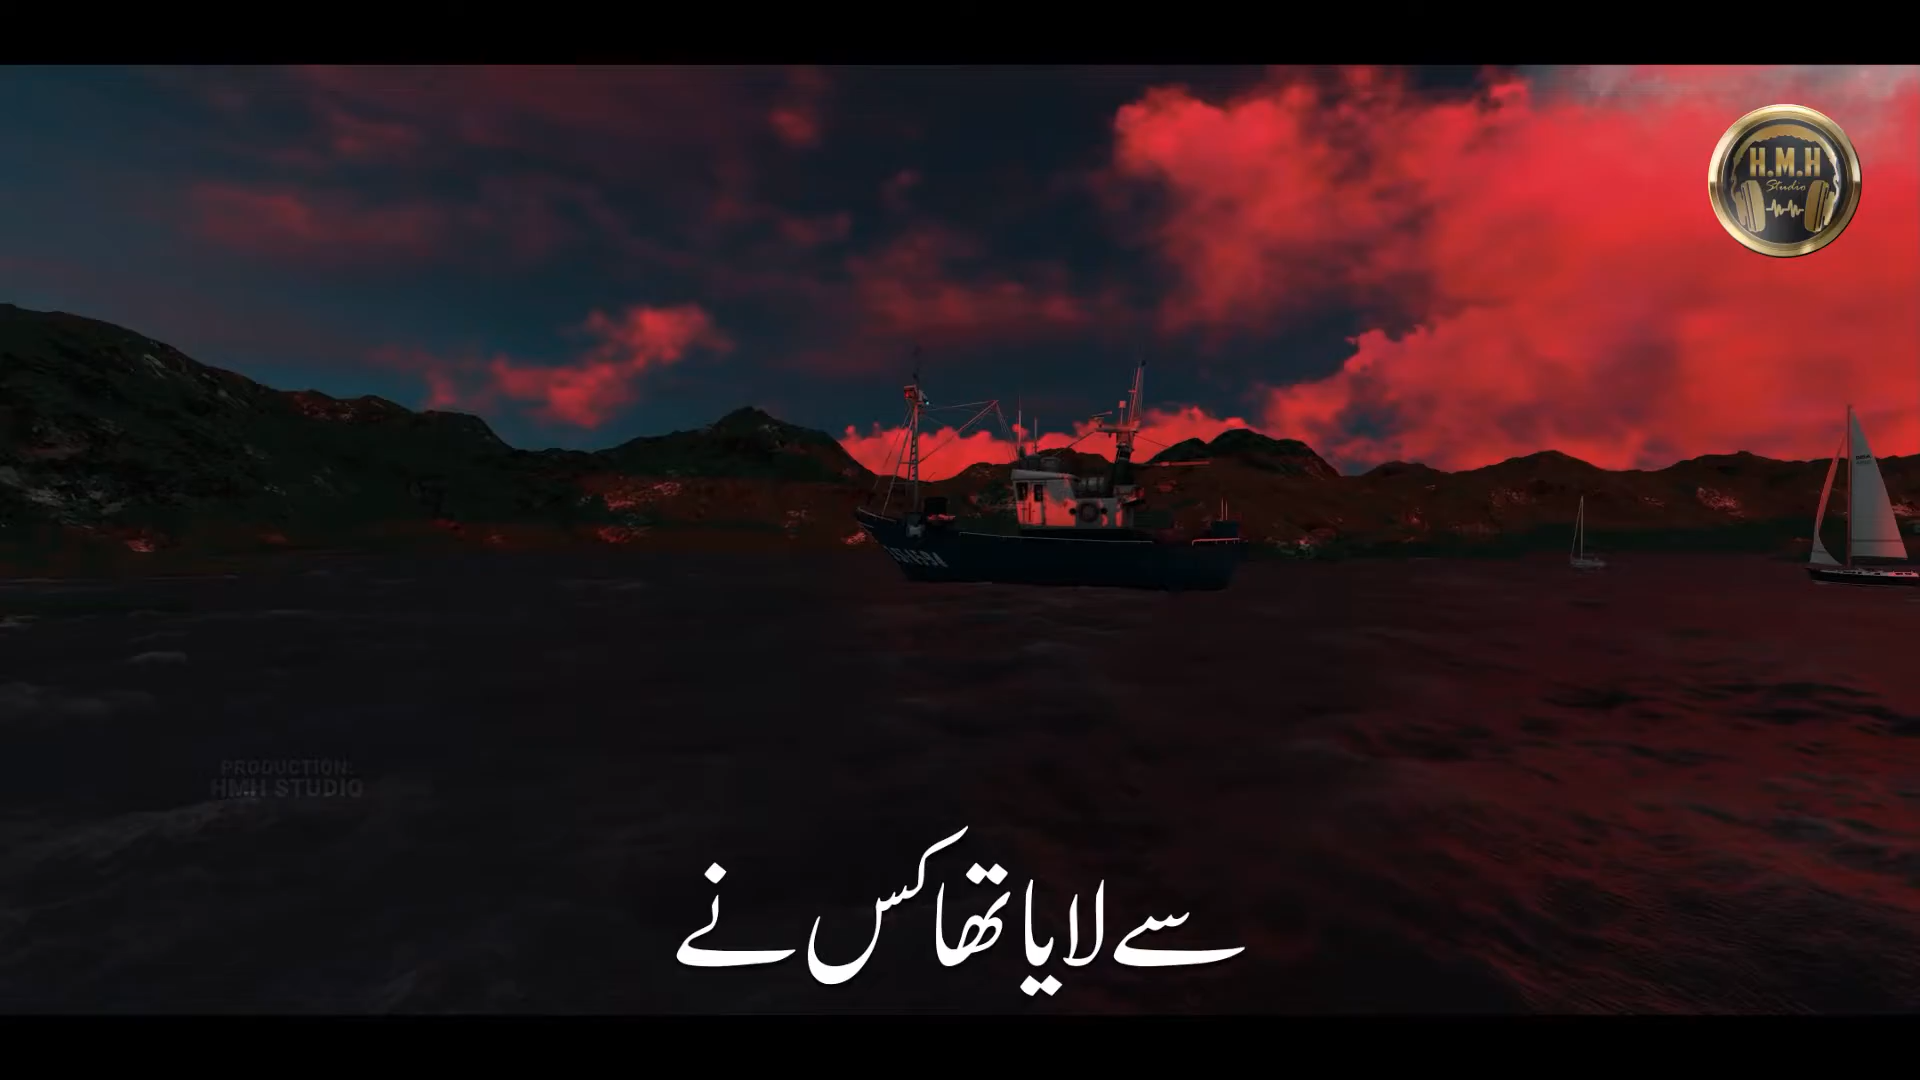 H.M.H
Studio
PRODUCTION:
HMH STUDIO
سے لایا تھا کس نے